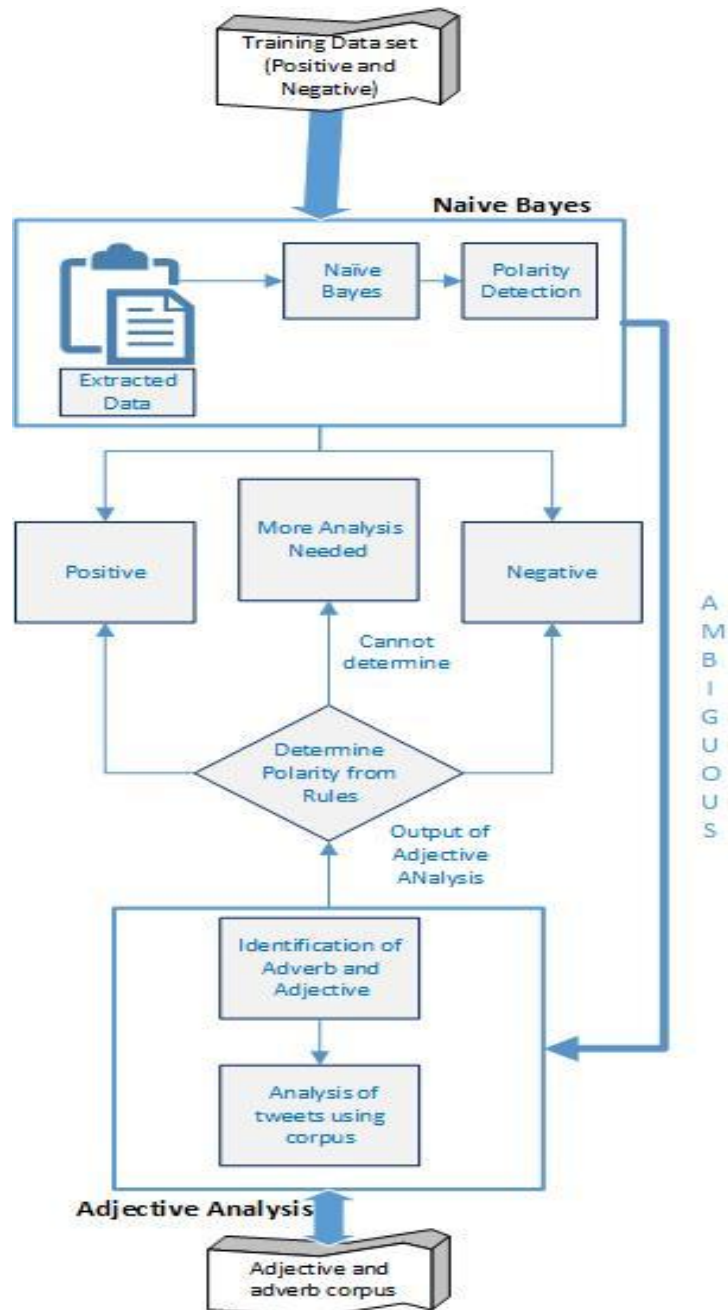 Training Data set
(Positive and
Negative)
Naive Bayes
Naïve
Bayes
Polarity
Detection
Extracted
Data
Positive
More Analysis
Needed
Negative
Cannot
determine
Determine
Polarity from
Rules
A
M
B
I
G
U
O
U
S
Output of
Adjective
ANalysis
Identification of
Adverb and
Adjective
Analysis of
tweets using
corpus
Adjective Analysis
Adjective and
adverb corpus